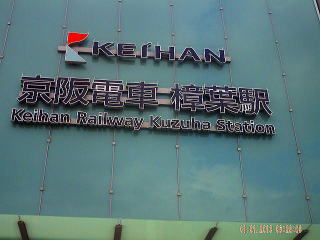 KEIHAN
京阪電車 樟葉駅
Keihan Railway Kuzuha Station